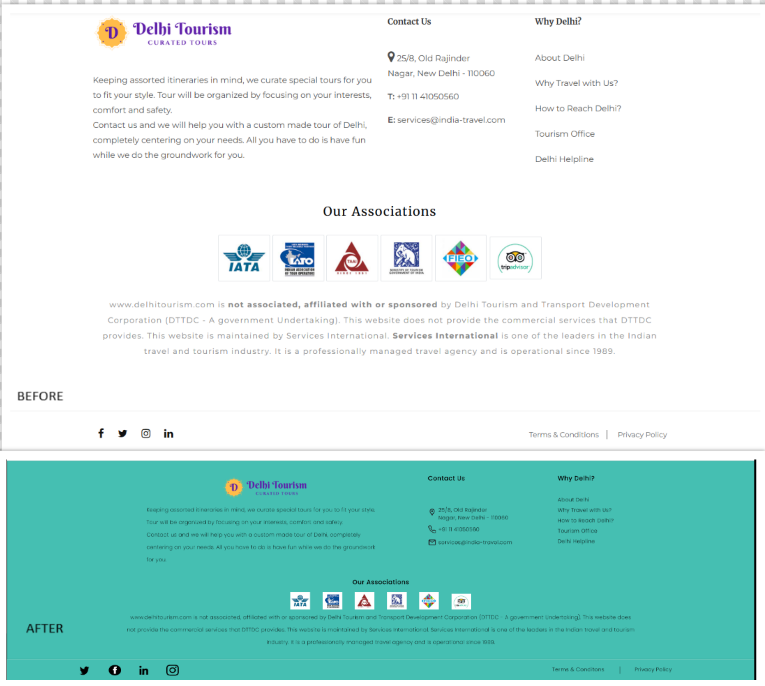 Delhi Tourism
CURATED TOURS
Keeping assorted itineraries in mind, we curate special tours for you
to fit your style. Tour will be organized by focusing on your interests,
comfort and safety.
Contact us and we will help you with a custom made tour of Delhi,
completely centering on your needs. All you have to do is have fun
while we do the groundwork for you.
Contact Us
25/8, Old Rajinder
Nagar, New Delhi - 110060
T: +91 11 41050560
E: services@india-travel.com
Why Delhi?
About Delhi
Why Travel with Us?
How to Reach Delhi?
Tourism Office
Delhi Helpline
Our Associations
IATA
IATO
TAAI
FIEO
tripadvisor
www.delhitourism.com is not associated, affiliated with or sponsored by Delhi Tourism and Transport Development
Corporation (DTTDC - A government Undertaking). This website does not provide the commercial services that DTTDC
provides. This website is maintained by Services International. Services International is one of the leaders in the Indian
travel and tourism industry. It is a professionally managed travel agency and is operational since 1989.
BEFORE
Terms & Conditions | Privacy Policy
Delhi Tourism
CURATED TOURS
Keeping assorted itineraries in mind, we curate special tours for you to fit your style.
Tour will be organized by focusing on your interests, comfort and safety.
Contact us and we will help you with a custom made tour of Delhi, completely
centering on your needs. All you have to do is have fun while we do the groundwork
for you.
Contact Us
25/8, Old Rajinder
Nagar, New Delhi - 110060
+91 11 41050560
services@india-travel.com
Why Delhi?
About Delhi
Why Travel with Us?
How to Reach Delhi?
Tourism Office
Delhi Helpline
Our Associations
IATA
www.delhitourism.com is not associated, affiliated with or sponsored by Delhi Tourism and Transport Development Corporation (DTTDC - A government Undertaking). This website does
not provide the commercial services that DTTDC provides. This website is maintained by Services International. Services International is one of the leaders in the Indian travel and tourism
industry. It is a professionally managed travel agency and is operational since 1989.
AFTER
Terms & Conditions | Privacy Policy